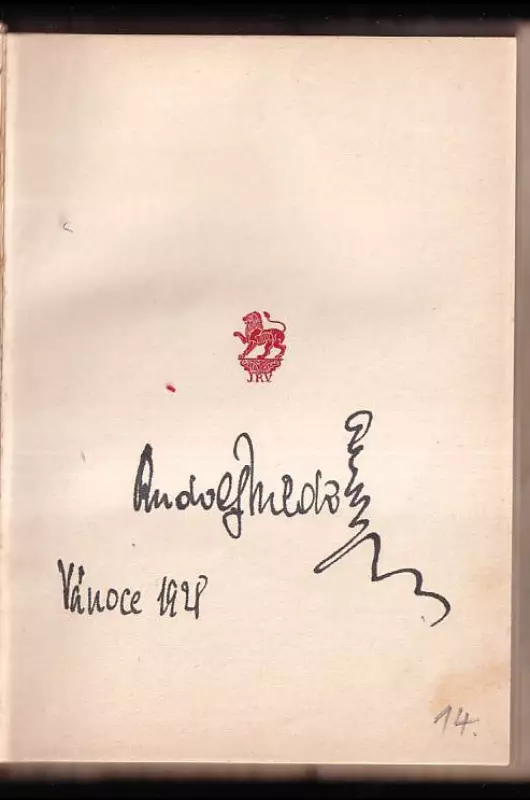 JRV
Rudolf Medek
Vánoce 1928
14.